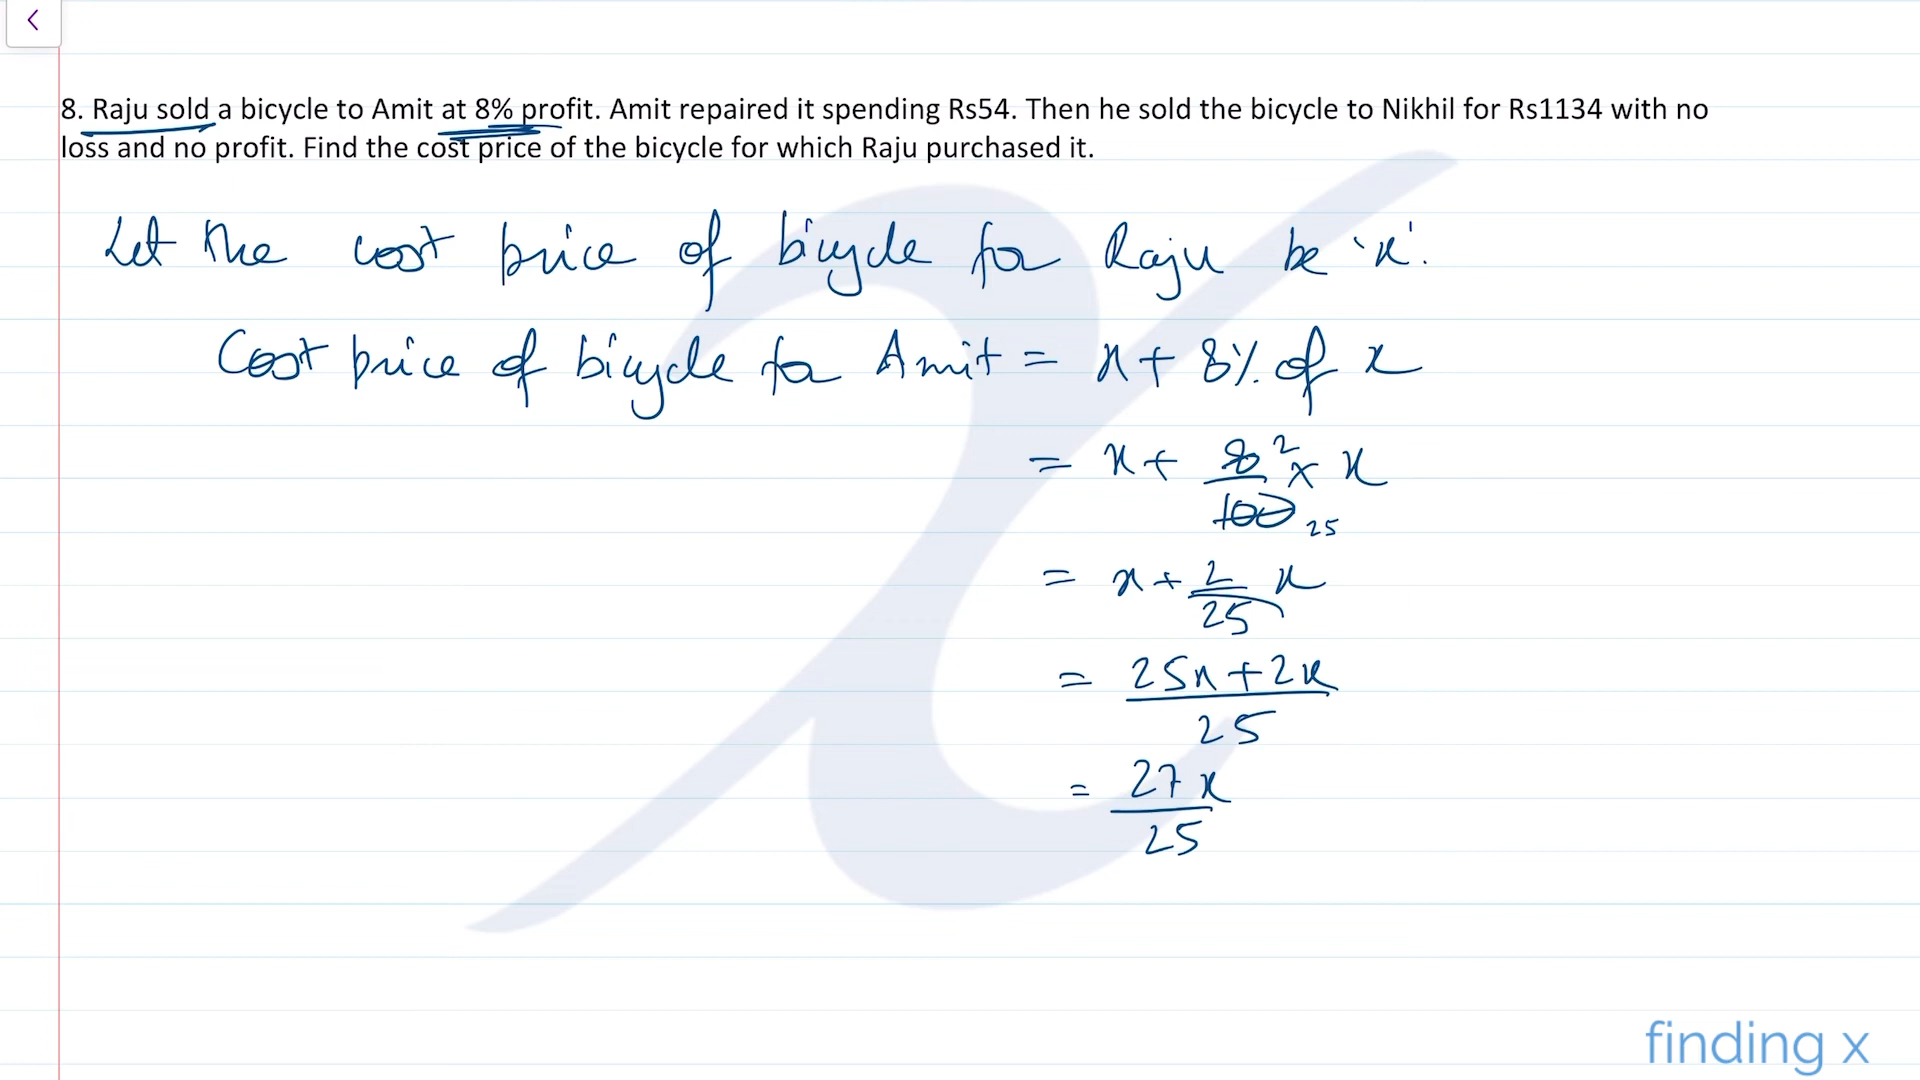 8. Raju sold a bicycle to Amit at 8% profit. Amit repaired it spending Rs54. Then he sold the bicycle to Nikhil for Rs1134 with no
loss and no profit. Find the cost price of the bicycle for which Raju purchased it.
Let the cost price of bicycle for Raju be 'x'.
Cost price of bicycle for Amit = x + 8% of x
= x + 8/100 × x
2
25
= x + 2/25 x
= 25x + 2x / 25
= 27x / 25
finding x